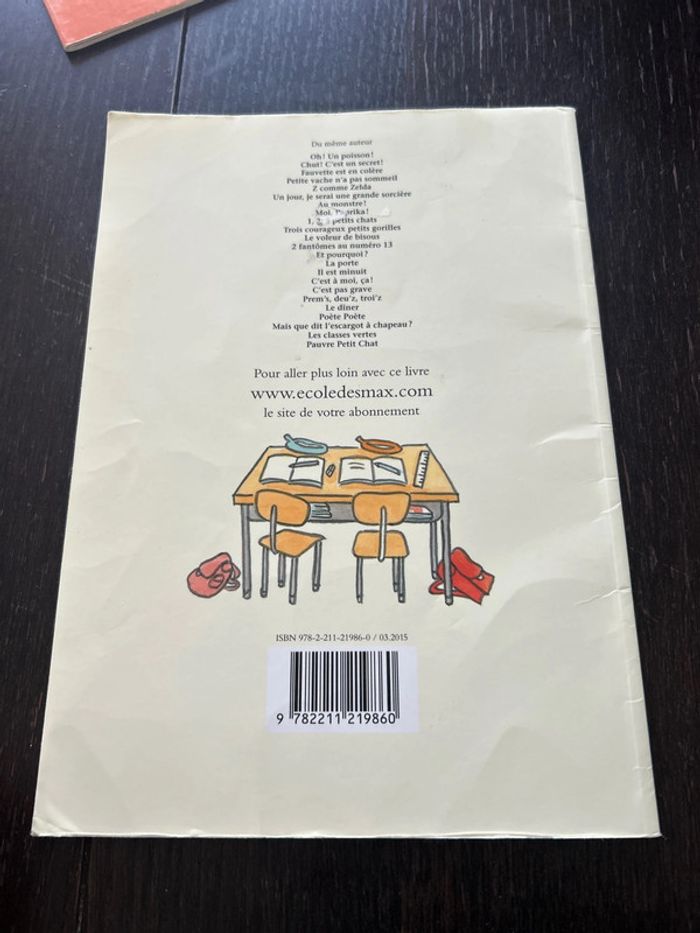 Du même auteur
Oh! Un poisson!
Chut! C'est un secret!
Fauvette est en colère
Petite vache n'a pas sommeil
Z comme Zelda
Un jour, je serai une grande sorcière
Au monstre!
Moi, Paprika!
1, 2, 3 petits chats
Trois courageux petits gorilles
Le voleur de bisous
2 fantômes au numéro 13
Et pourquoi?
La porte
Il est minuit
C'est à moi, ça!
C'est pas grave
Prem's, deu'z, troi'z
Le dîner
Poète Poète
Mais que dit l'escargot à chapeau?
Les classes vertes
Pauvre Petit Chat
Pour aller plus loin avec ce livre
www.ecoledesmax.com
le site de votre abonnement
ISBN 978-2-211-21986-0 / 03.2015
9 782211 219860